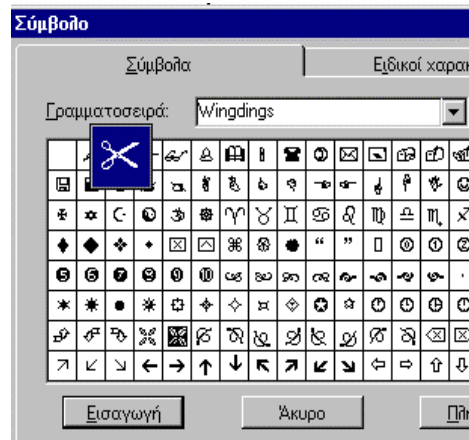 Σύμβολο
Σύμβολα
Ειδικοί χαρακ
Γραμματοσειρά:
Wingdings
Εισαγωγή
Άκυρο